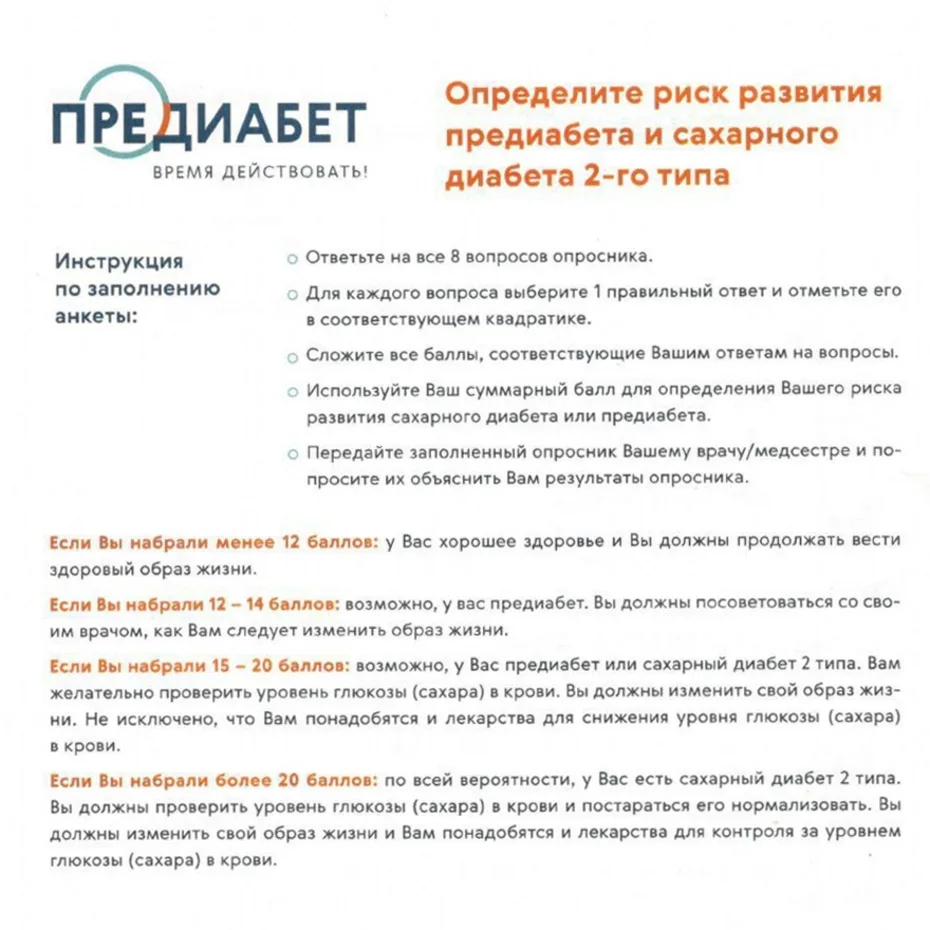 ПРЕДИАБЕТ
ВРЕМЯ ДЕЙСТВОВАТЬ!
Определите риск развития
предиабета и сахарного
диабета 2-го типа
Инструкция
по заполнению
анкеты:
Ответьте на все 8 вопросов опросника.
Для каждого вопроса выберите 1 правильный ответ и отметьте его
в соответствующем квадратике.
Сложите все баллы, соответствующие Вашим ответам на вопросы.
Используйте Ваш суммарный балл для определения Вашего риска
развития сахарного диабета или предиабета.
Передайте заполненный опросник Вашему врачу/медсестре и по-
просите их объяснить Вам результаты опросника.
Если Вы набрали менее 12 баллов: у Вас хорошее здоровье и Вы должны продолжать вести
здоровый образ жизни.
Если Вы набрали 12 – 14 баллов: возможно, у вас предиабет. Вы должны посоветоваться со сво-
им врачом, как Вам следует изменить образ жизни.
Если Вы набрали 15 – 20 баллов: возможно, у Вас предиабет или сахарный диабет 2 типа. Вам
желательно проверить уровень глюкозы (сахара) в крови. Вы должны изменить свой образ жиз-
ни. Не исключено, что Вам понадобятся и лекарства для снижения уровня глюкозы (сахара)
в крови.
Если Вы набрали более 20 баллов: по всей вероятности, у Вас есть сахарный диабет 2 типа.
Вы должны проверить уровень глюкозы (сахара) в крови и постараться его нормализовать. Вы
должны изменить свой образ жизни и Вам понадобятся и лекарства для контроля за уровнем
глюкозы (сахара) в крови.